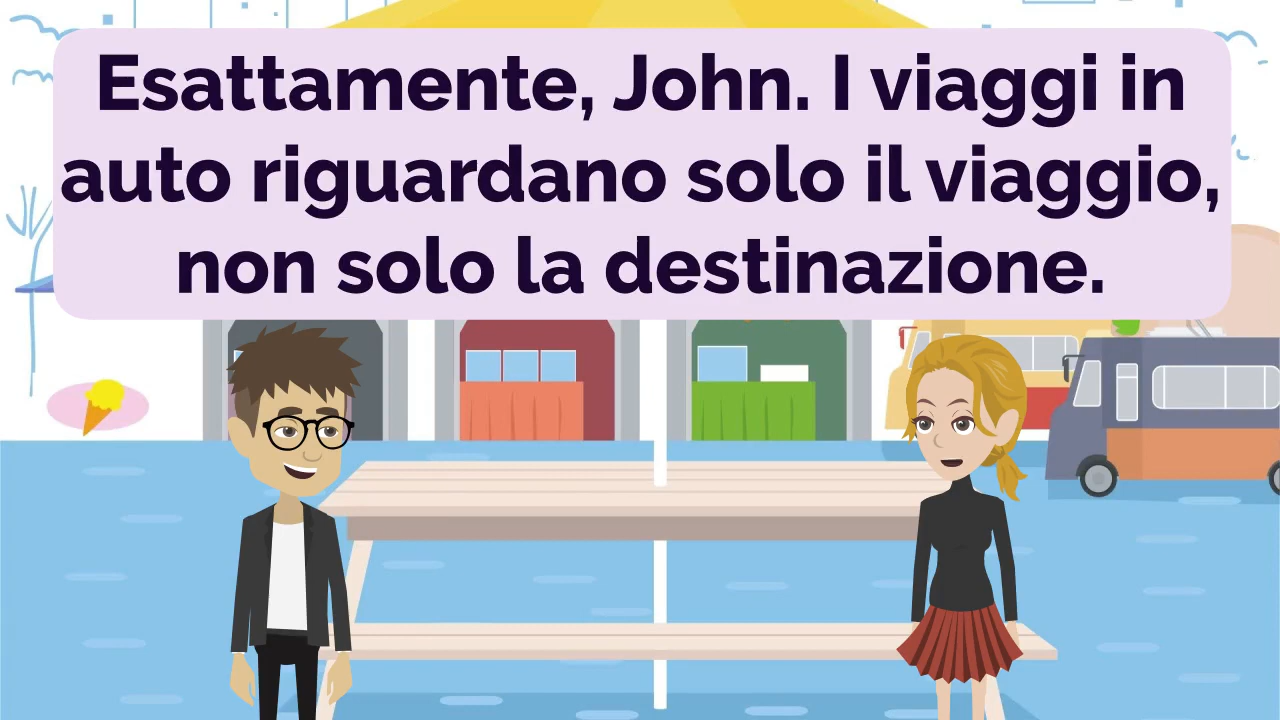 Esattamente, John. I viaggi in
auto riguardano solo il viaggio,
non solo la destinazione.